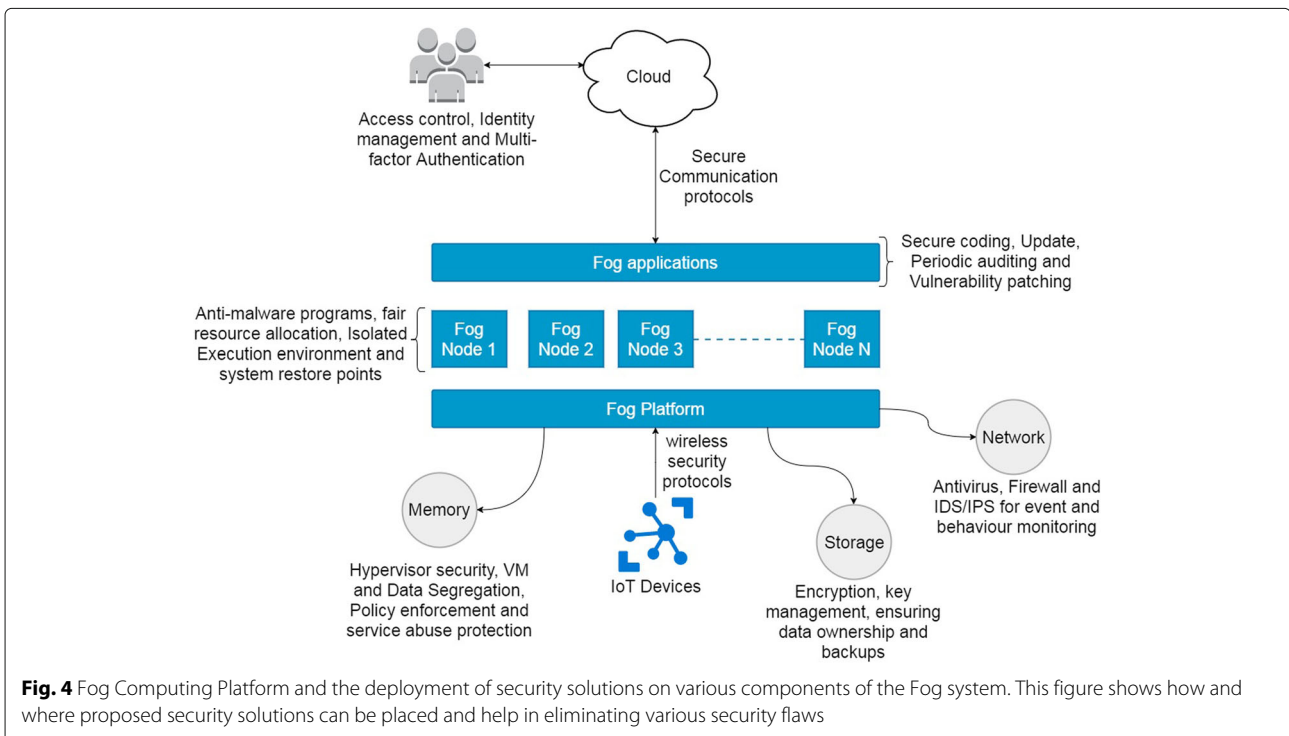 Cloud
Access control, Identity
management and Multi-
factor Authentication
Secure
Communication
protocols
Fog applications
Secure coding, Update,
Periodic auditing and
Vulnerability patching
Anti-malware programs, fair
resource allocation, Isolated
Execution environment and
system restore points
Fog
Node 1
Fog
Node 2
Fog
Node 3
Fog
Node N
Fog Platform
wireless
security
protocols
Network
Antivirus, Firewall and
IDS/IPS for event and
behaviour monitoring
Memory
Hypervisor security, VM
and Data Segregation,
Policy enforcement and
service abuse protection
IoT Devices
Storage
Encryption, key
management, ensuring
data ownership and
backups
Fig. 4 Fog Computing Platform and the deployment of security solutions on various components of the Fog system. This figure shows how and
where proposed security solutions can be placed and help in eliminating various security flaws